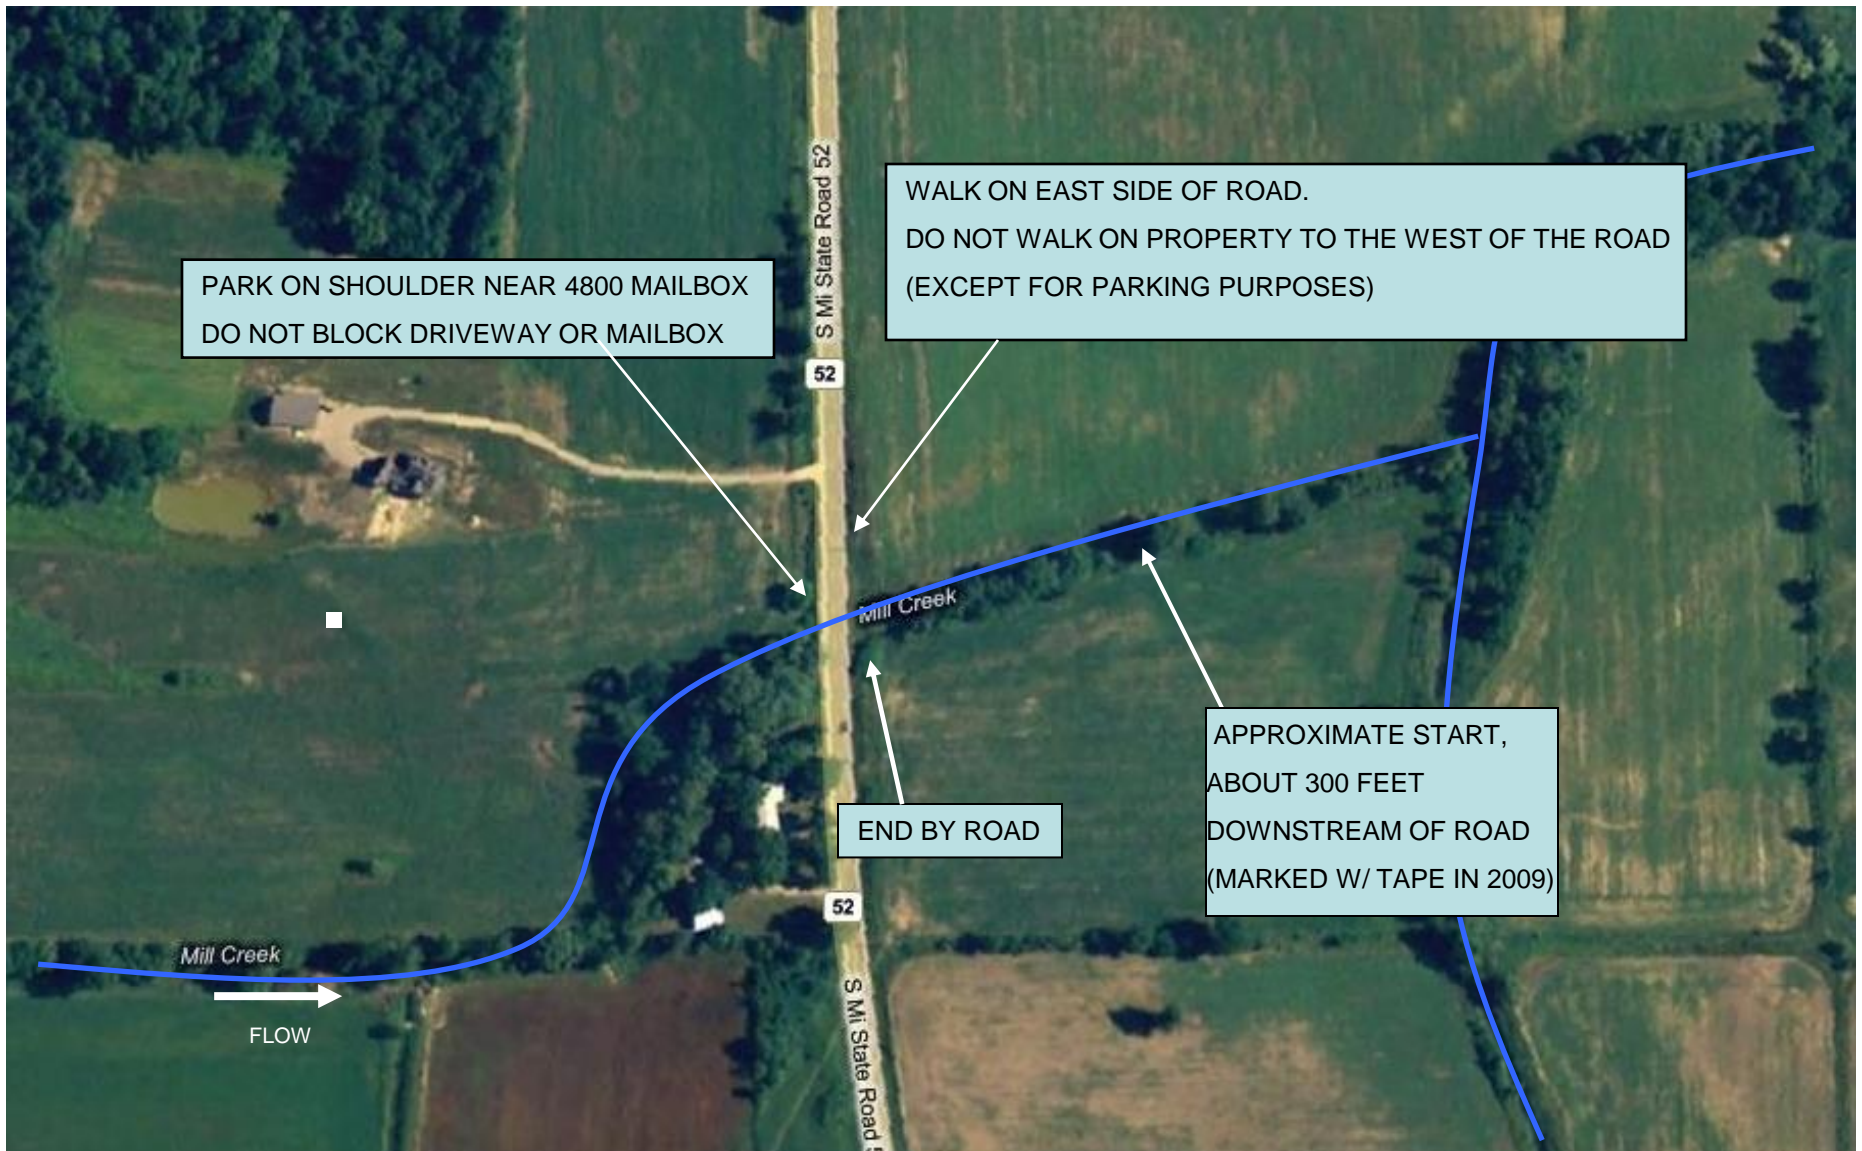 S Mi State Road 52
WALK ON EAST SIDE OF ROAD.
DO NOT WALK ON PROPERTY TO THE WEST OF THE ROAD
(EXCEPT FOR PARKING PURPOSES)
PARK ON SHOULDER NEAR 4800 MAILBOX
DO NOT BLOCK DRIVEWAY OR MAILBOX
52
Mill Creek
APPROXIMATE START,
ABOUT 300 FEET
DOWNSTREAM OF ROAD
(MARKED W/ TAPE IN 2009)
END BY ROAD
52
Mill Creek
FLOW
S Mi State Road